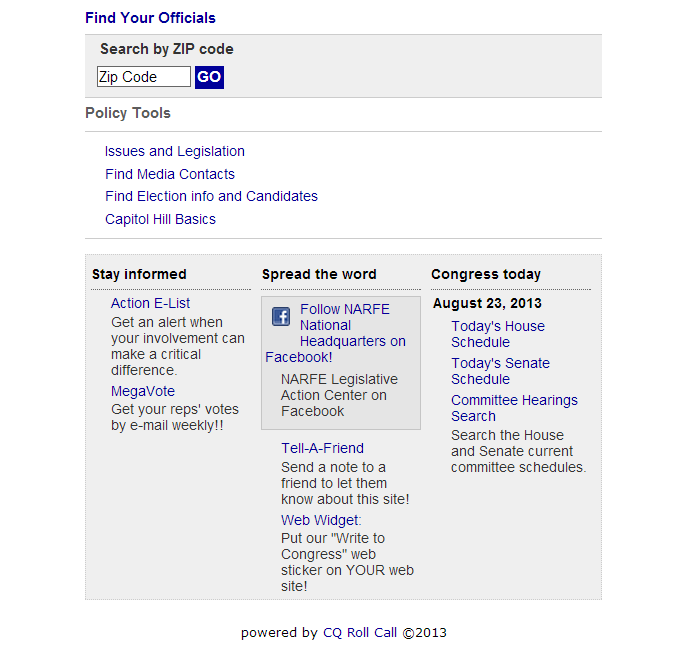 Find Your Officials
Search by ZIP code
Zip Code GO
Policy Tools
Issues and Legislation
Find Media Contacts
Find Election info and Candidates
Capitol Hill Basics
Stay informed
Action E-List
Get an alert when
your involvement can
make a critical
difference.
MegaVote
Get your reps' votes
by e-mail weekly!!
Spread the word
Follow NARFE
National
Headquarters on
Facebook!
NARFE Legislative
Action Center on
Facebook
Tell-A-Friend
Send a note to a
friend to let them
know about this site!
Web Widget:
Put our "Write to
Congress" web
sticker on YOUR web
site!
Congress today
August 23, 2013
Today's House
Schedule
Today's Senate
Schedule
Committee Hearings
Search
Search the House
and Senate current
committee schedules.
powered by CQ Roll Call ©2013